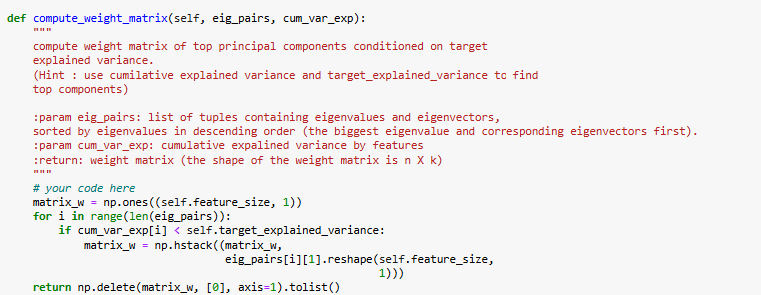 def compute_weight_matrix(self, eig_pairs, cum_var_exp):
"""
compute weight matrix of top principal components conditioned on target
explained variance.
(Hint : use cumilative explained variance and target_explained_variance to find
top components)
:param eig_pairs: list of tuples containing eigenvalues and eigenvectors,
sorted by eigenvalues in descending order (the biggest eigenvalue and corresponding eigenvectors first).
:param cum_var_exp: cumulative expalined variance by features
:return: weight matrix (the shape of the weight matrix is n X k)
"""
# your code here
matrix_w = np.ones((self.feature_size, 1))
for i in range(len(eig_pairs)):
if cum_var_exp[i] < self.target_explained_variance:
matrix_w = np.hstack((matrix_w,
eig_pairs[i][1].reshape(self.feature_size,
1)))
return np.delete(matrix_w, [0], axis=1).tolist()